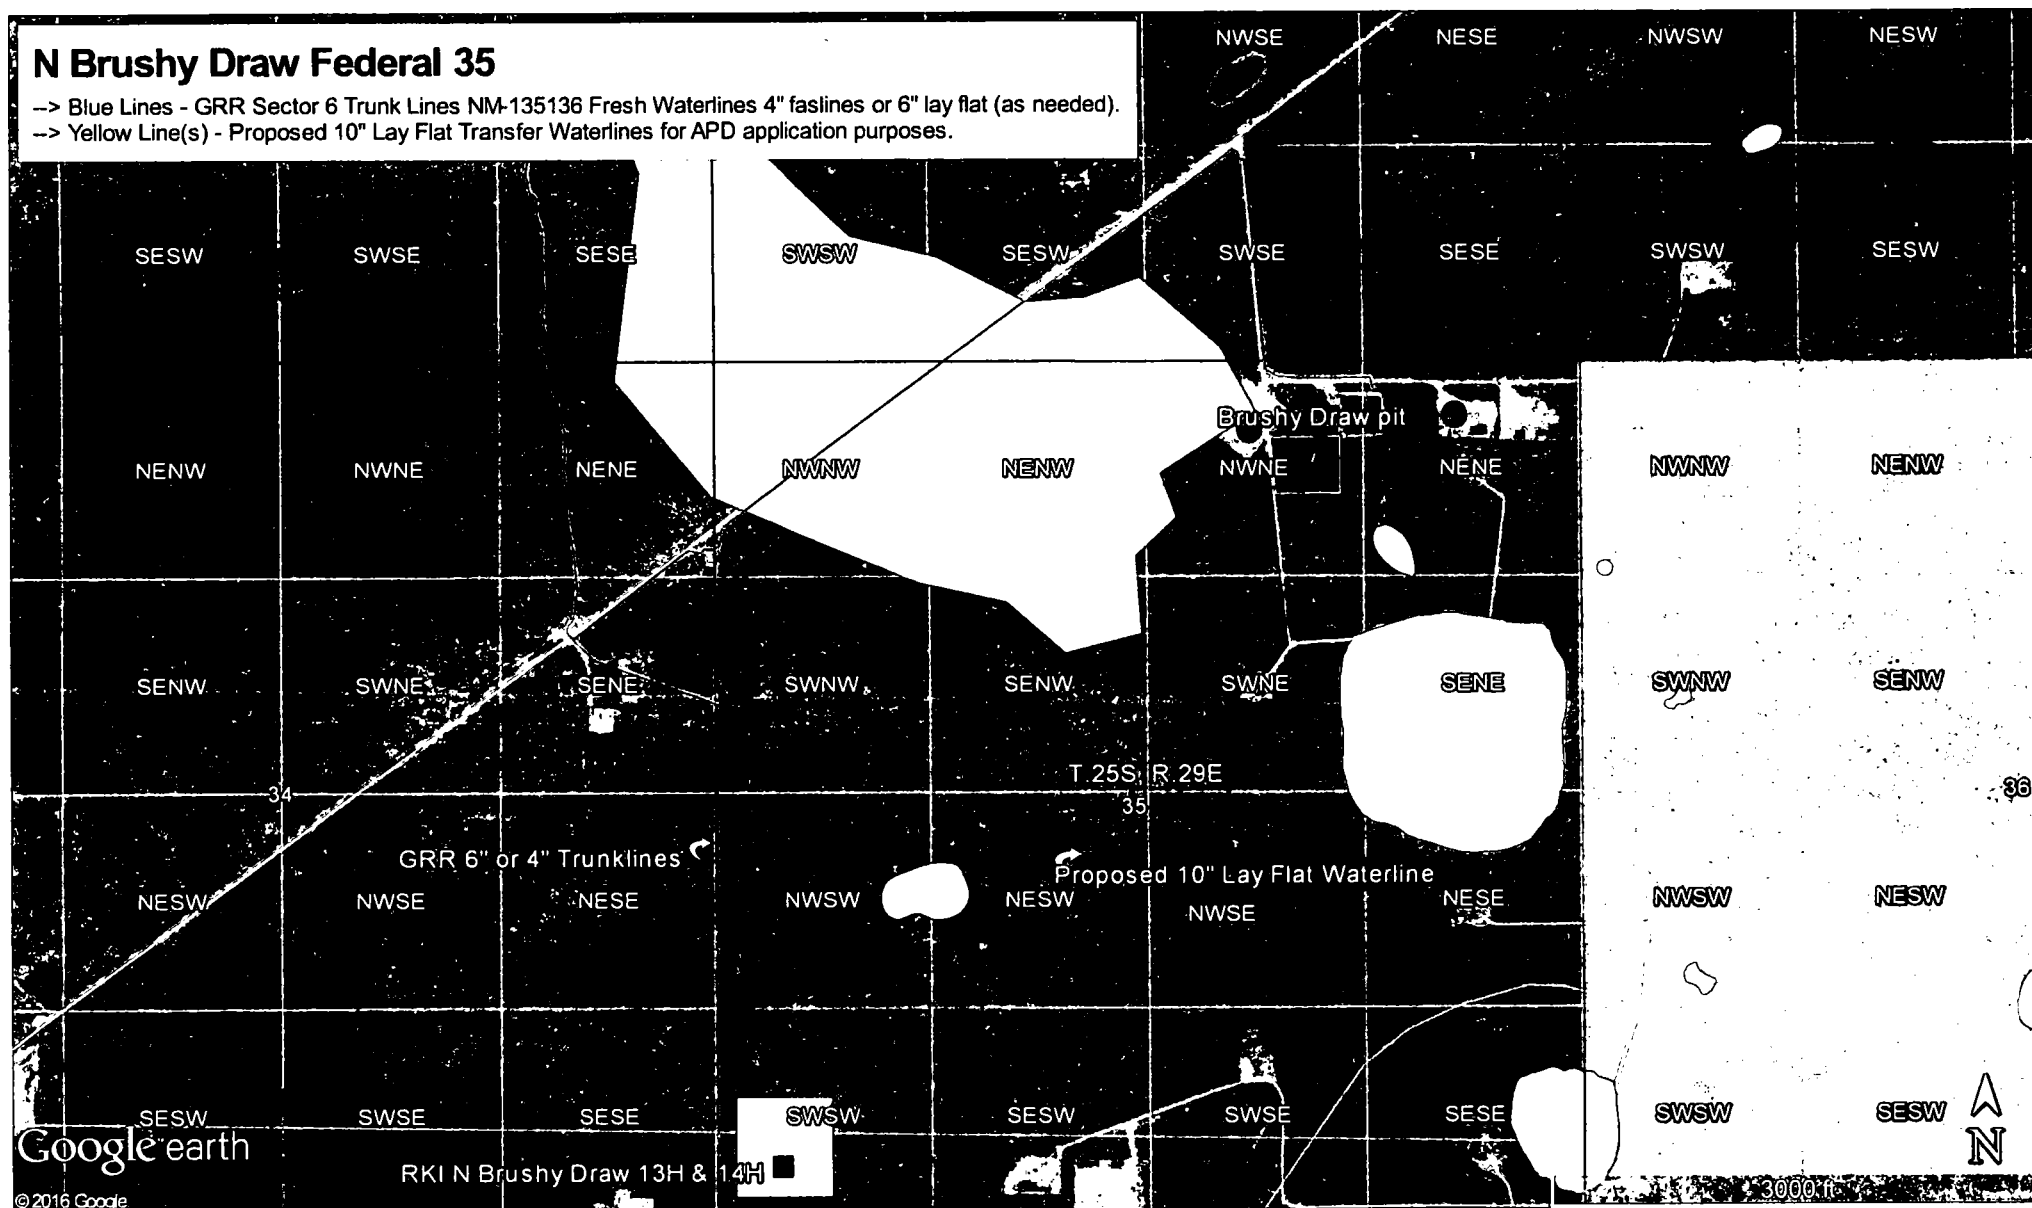 N Brushy Draw Federal 35
--> Blue Lines - GRR Sector 6 Trunk Lines NM-135136 Fresh Waterlines 4" faslines or 6" lay flat (as needed).
--> Yellow Line(s) - Proposed 10" Lay Flat Transfer Waterlines for APD application purposes.
NWSE NESE NWSW NESW
SESW SWSE SESE SWSW SESW SWSE SESE SWSW SESW
Brushy Draw pit
NENW NWNE NENE NWNW NENW NWNE NENE NWNW NENW
SENW SWNE SENE SWNW SENW SWNE SENE SWNW SENW
T.25S, R.29E
34 35 36
GRR 6" or 4" Trunklines
Proposed 10" Lay Flat Waterline
NESW NWSE NESE NWSW NESW NWSE NESE NWSW NESW
SESW SWSE SESE SWSW SESW SWSE SESE SWSW SESW
N
Google earth
RKI N Brushy Draw 13H & 14H
3000 ft
© 2016 Google